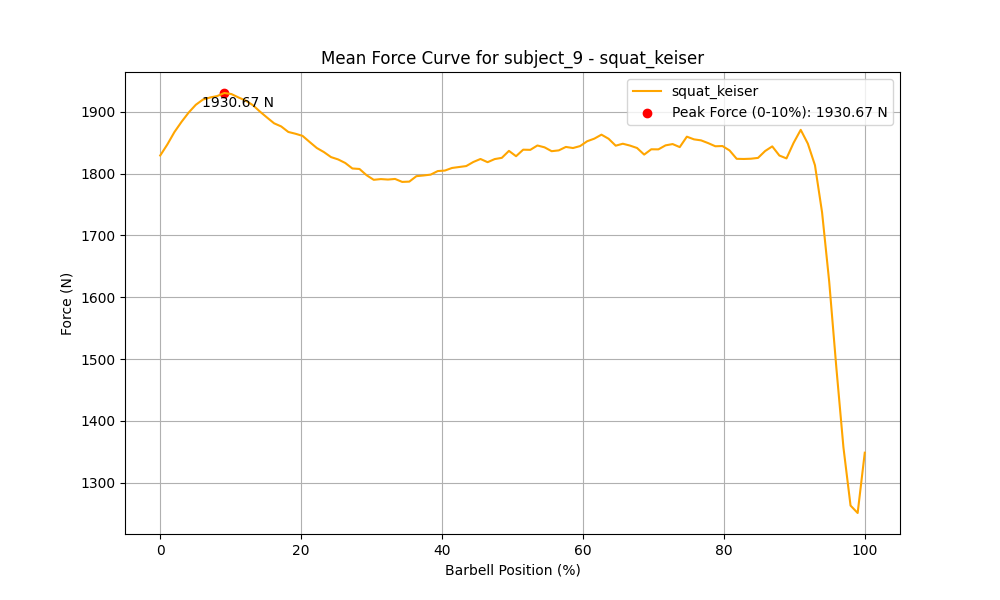 Mean Force Curve for subject_9 - squat_keiser
squat_keiser
Peak Force (0-10%): 1930.67 N
1930.67 N
1900
1800
1700
1600
1500
1400
1300
Force (N)
0 20 40 60 80 100
Barbell Position (%)